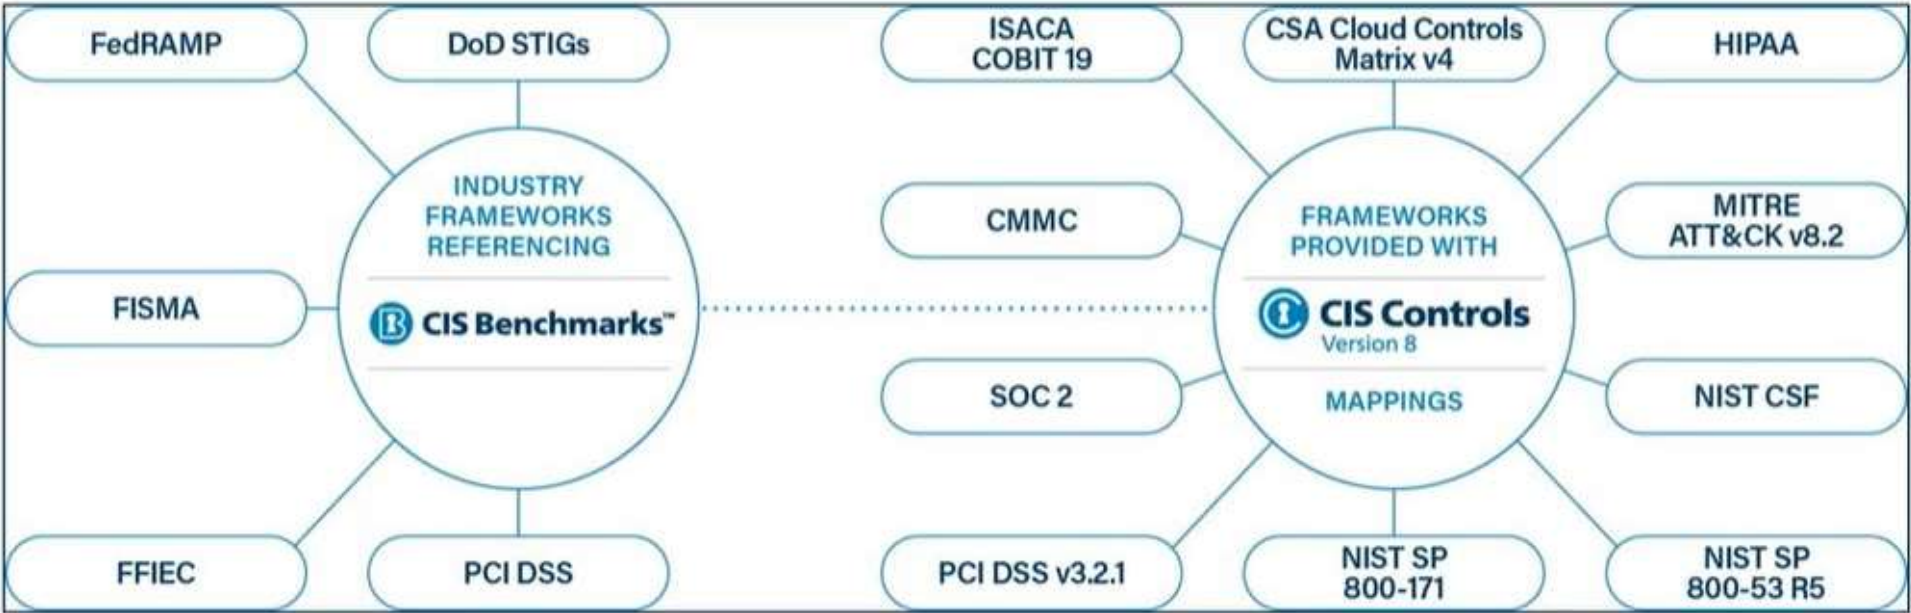 FedRAMP
DoD STIGs
INDUSTRY
FRAMEWORKS
REFERENCING
CIS Benchmarks™
FISMA
FFIEC
PCI DSS
ISACA
COBIT 19
CSA Cloud Controls
Matrix v4
HIPAA
CMMC
FRAMEWORKS
PROVIDED WITH
CIS Controls
Version 8
MAPPINGS
MITRE
ATT&CK v8.2
SOC 2
NIST CSF
PCI DSS v3.2.1
NIST SP
800-171
NIST SP
800-53 R5